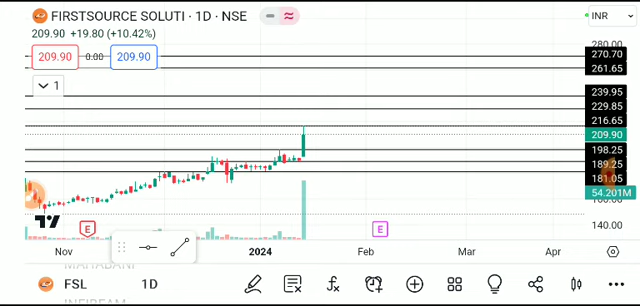 FIRSTSOURCE SOLUTI · 1D · NSE
INR
209.90 +19.80 (+10.42%)
209.90 0.00 209.90
1
280.00
270.70
261.65
239.95
229.85
216.65
209.90
198.25
189.25
181.05
54.201M
160.00
140.00
E
E
Nov 2024 Feb Mar Apr
MAHABANK
FSL 1D
INFIBEAM